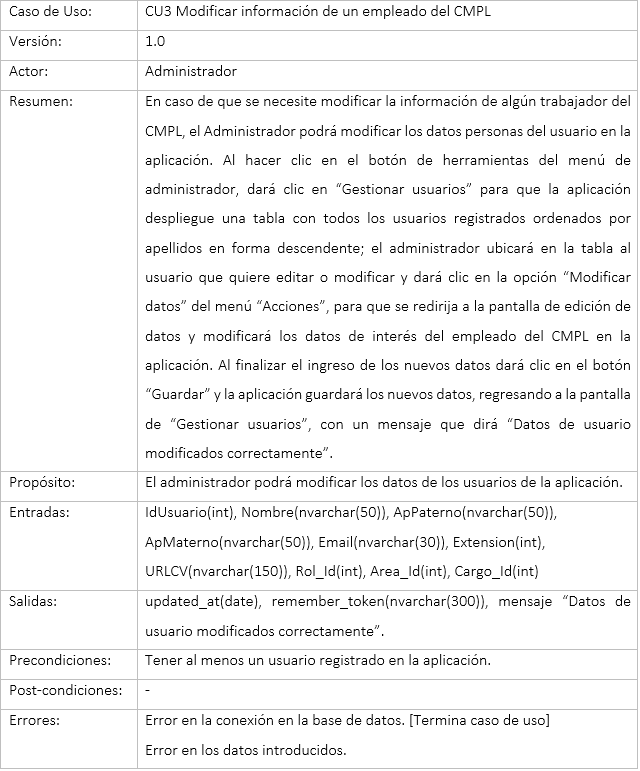 Caso de Uso: CU3 Modificar información de un empleado del CMPL
Versión: 1.0
Actor: Administrador
Resumen: En caso de que se necesite modificar la información de algún trabajador del
CMPL, el Administrador podrá modificar los datos personas del usuario en la
aplicación. Al hacer clic en el botón de herramientas del menú de
administrador, dará clic en “Gestionar usuarios” para que la aplicación
despliegue una tabla con todos los usuarios registrados ordenados por
apellidos en forma descendente; el administrador ubicará en la tabla al
usuario que quiere editar o modificar y dará clic en la opción “Modificar
datos” del menú “Acciones”, para que se redirija a la pantalla de edición de
datos y modificará los datos de interés del empleado del CMPL en la
aplicación. Al finalizar el ingreso de los nuevos datos dará clic en el botón
“Guardar” y la aplicación guardará los nuevos datos, regresando a la pantalla
de “Gestionar usuarios”, con un mensaje que dirá “Datos de usuario
modificados correctamente”.
Propósito: El administrador podrá modificar los datos de los usuarios de la aplicación.
Entradas: IdUsuario(int), Nombre(nvarchar(50)), ApPaterno(nvarchar(50)),
ApMaterno(nvarchar(50)), Email(nvarchar(30)), Extension(int),
URLCV(nvarchar(150)), Rol_Id(int), Area_Id(int), Cargo_Id(int)
Salidas: updated_at(date), remember_token(nvarchar(300)), mensaje “Datos de
usuario modificados correctamente”.
Precondiciones: Tener al menos un usuario registrado en la aplicación.
Post-condiciones: -
Errores: Error en la conexión en la base de datos. [Termina caso de uso]
Error en los datos introducidos.